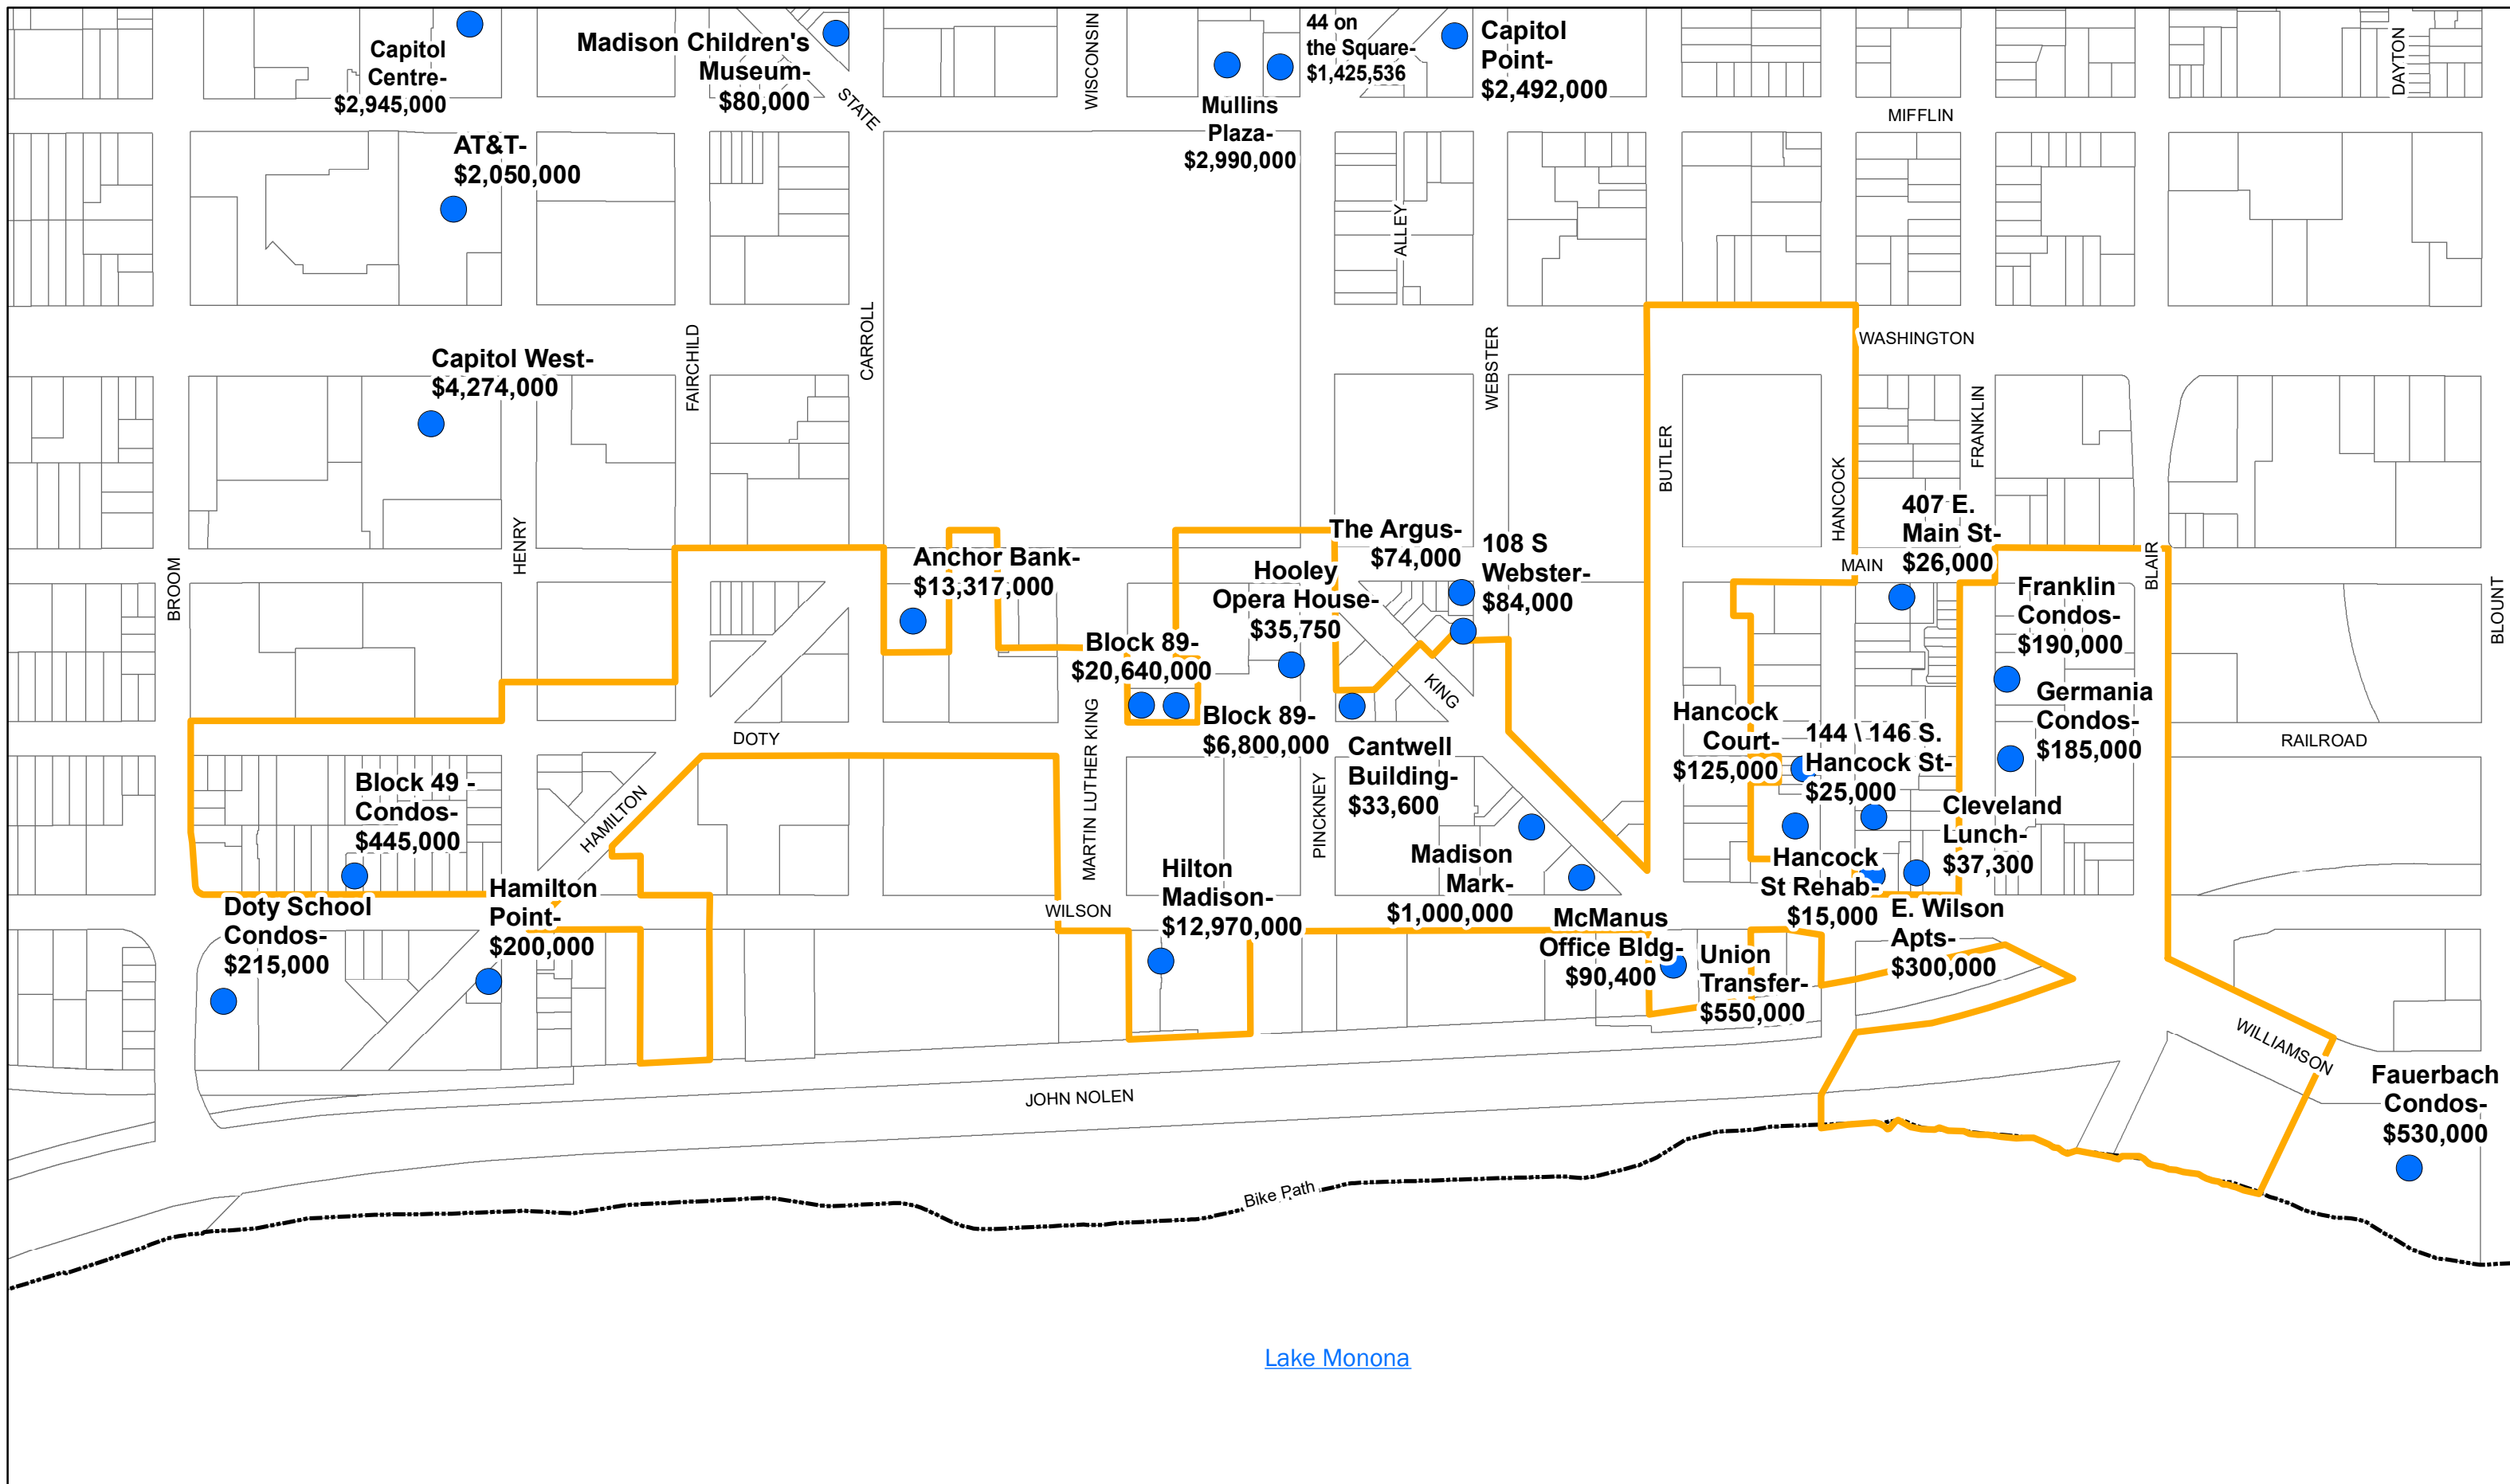 Capitol
Centre-
$2,945,000
Madison Children's
Museum-
$80,000
STATE
WISCONSIN
Mullins
Plaza-
$2,990,000
44 on
the Square-
$1,425,536
Capitol
Point-
$2,492,000
MIFFLIN
DAYTON
AT&T-
$2,050,000
ALLEY
Capitol West-
$4,274,000
FAIRCHILD
CARROLL
WEBSTER
WASHINGTON
BUTLER
HANCOCK
FRANKLIN
BROOM
HENRY
Anchor Bank-
$13,317,000
The Argus-
$74,000
108 S
Webster-
$84,000
Hooley
Opera House-
$35,750
407 E.
Main St-
$26,000
MAIN
BLAIR
BLOUNT
Franklin
Condos-
$190,000
Block 89-
$20,640,000
Block 89-
$6,800,000
KING
Germania
Condos-
$185,000
Hancock
Court-
$125,000
144 \ 146 S.
Hancock St-
$25,000
DOTY
MARTIN LUTHER KING
PINCKNEY
RAILROAD
Cantwell
Building-
$33,600
Block 49 -
Condos-
$445,000
HAMILTON
Cleveland
Lunch-
$37,300
Madison
Mark-
$1,000,000
Hilton
Madison-
$12,970,000
Hancock
St Rehab-
$15,000
Hamilton
Point-
$200,000
Doty School
Condos-
$215,000
WILSON
McManus
Office Bldg-
$90,400
E. Wilson
Apts-
$300,000
Union
Transfer-
$550,000
WILLIAMSON
JOHN NOLEN
Fauerbach
Condos-
$530,000
Bike Path
Lake Monona